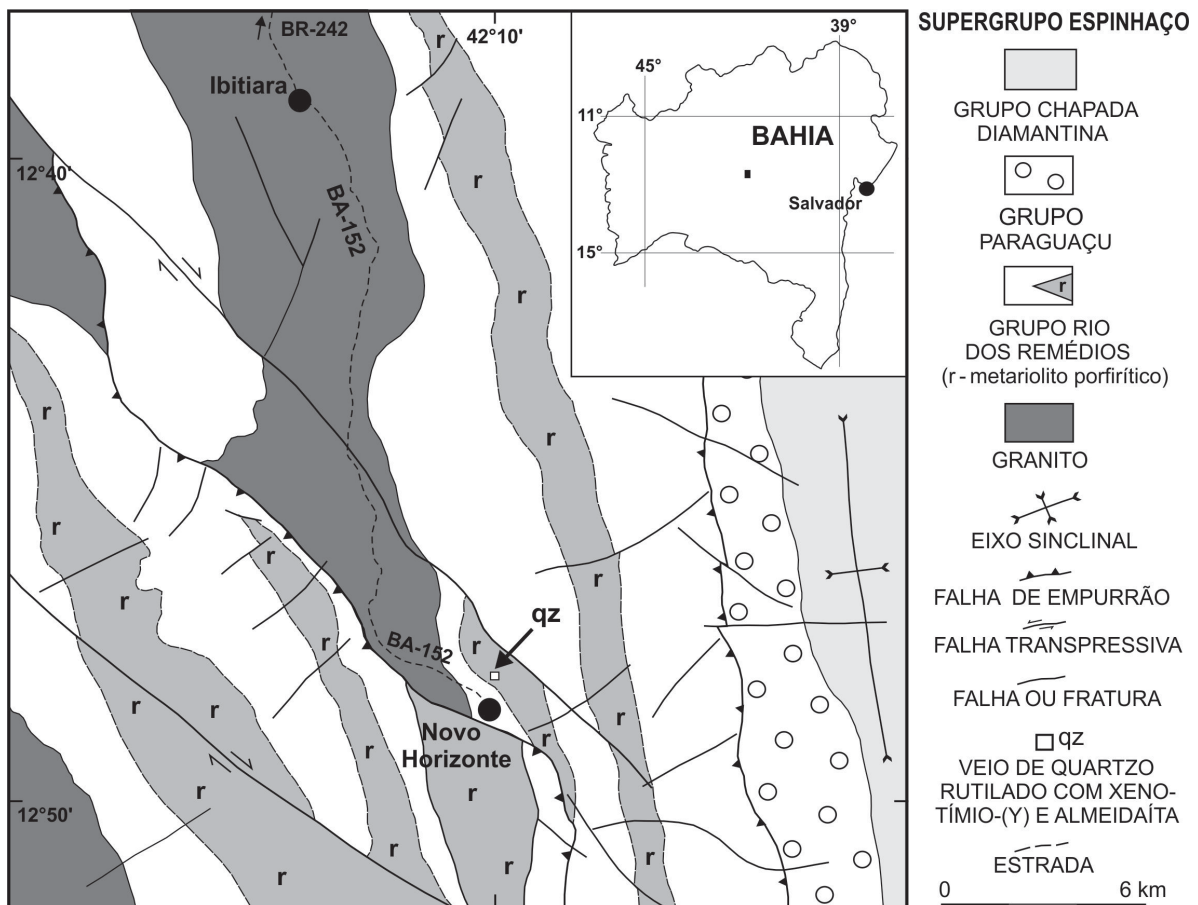 BR-242
42°10'
Ibitiara
r
12°40'
r
BA-152
r
r
r
r
r
r
r
r
qz
BA-152
r
r
r
r
r
r
r
Novo
Horizonte
r
r
12°50'
r
r
r
r
39°
45°
11°
BAHIA
Salvador
15°
SUPERGRUPO ESPINHAÇO
GRUPO CHAPADA
DIAMANTINA
GRUPO
PARAGUAÇU
r
GRUPO RIO
DOS REMÉDIOS
(r - metariolito porfirítico)
GRANITO
EIXO SINCLINAL
FALHA DE EMPURRÃO
FALHA TRANSPRESSIVA
FALHA OU FRATURA
qz
VEIO DE QUARTZO
RUTILADO COM XENO-
TÍMIO-(Y) E ALMEIDAÍTA
ESTRADA
0 6 km